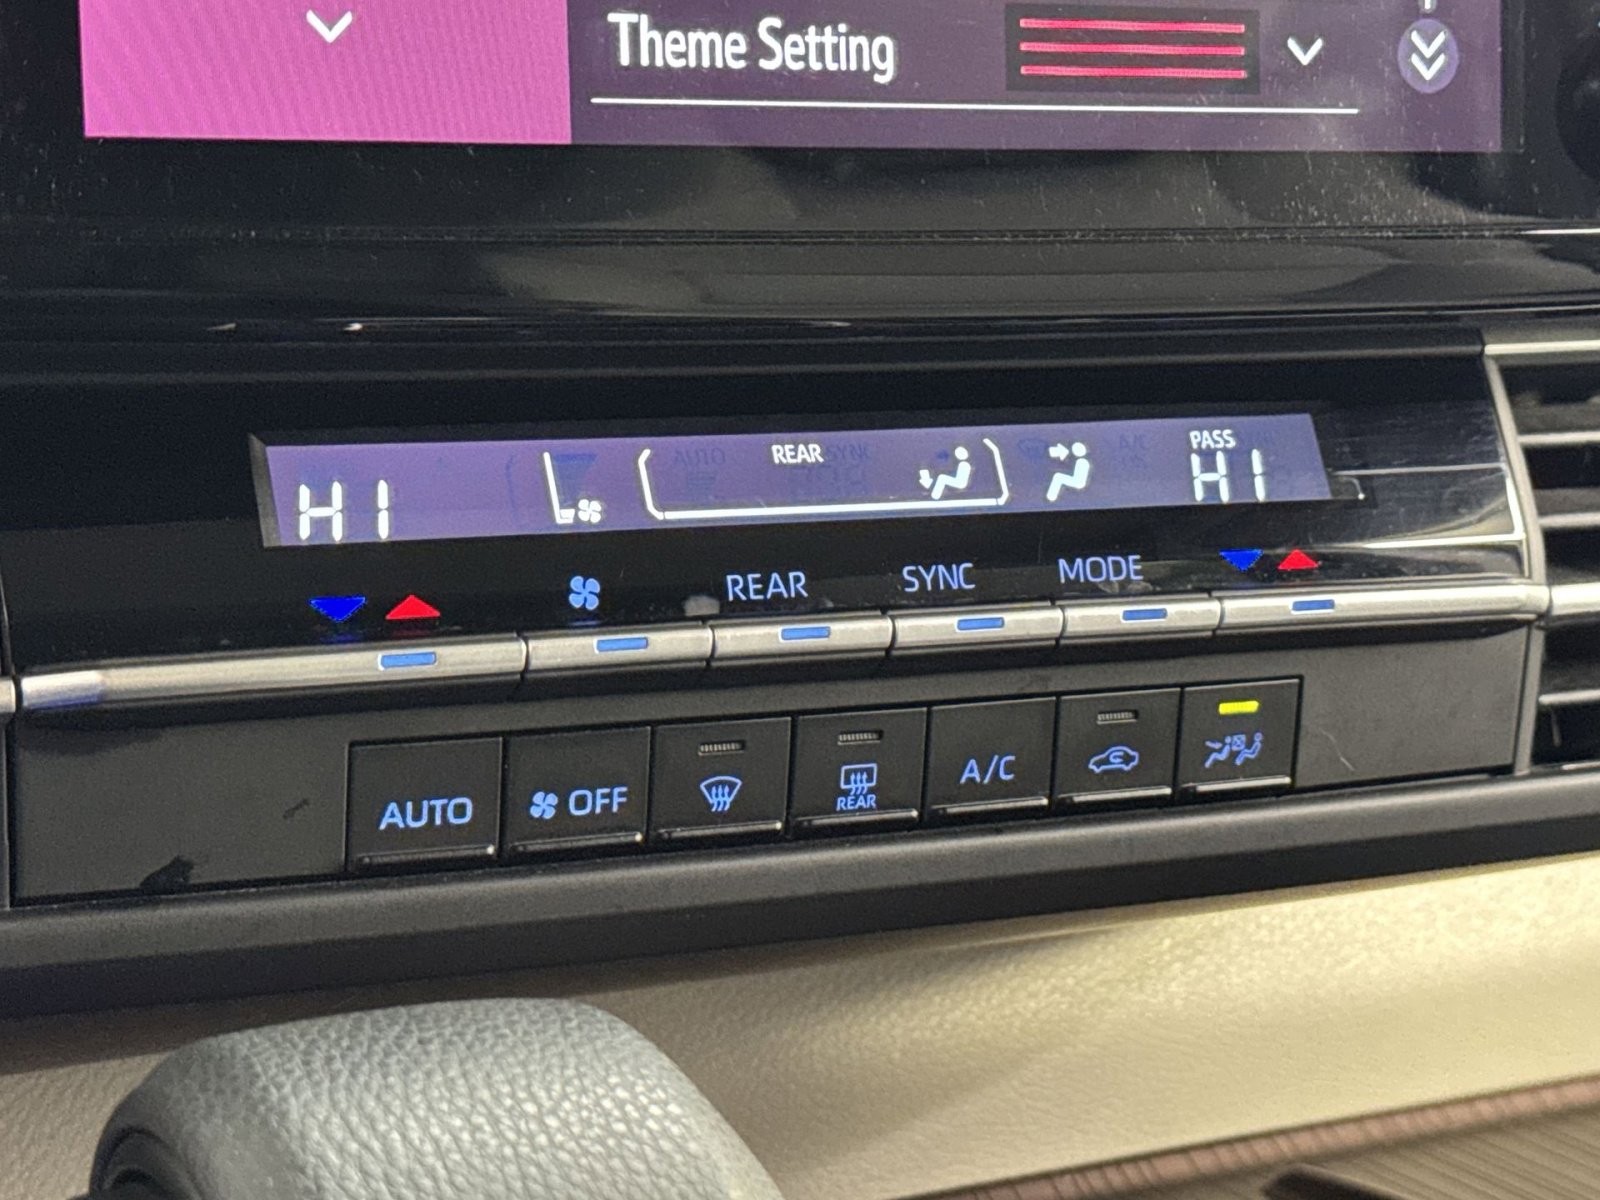 Theme Setting
REAR
PASS
HI
HI
REAR
SYNC
MODE
AUTO
OFF
REAR
A/C